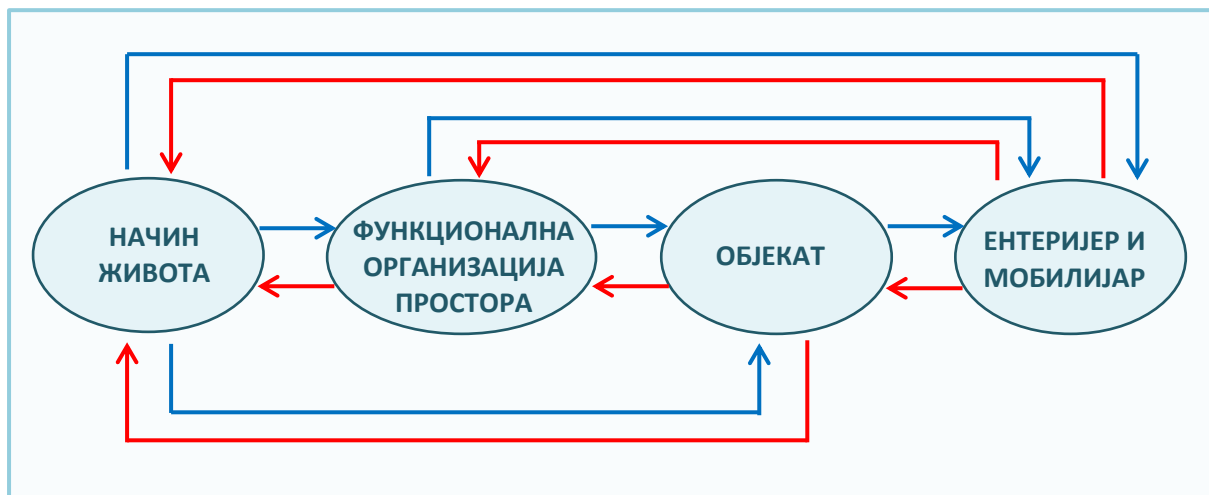 НАЧИН
ЖИВОТА
ФУНКЦИОНАЛНА
ОРГАНИЗАЦИЈА
ПРОСТОРА
ОБЈЕКАТ
ЕНТЕРИЈЕР И
МОБИЛИЈАР